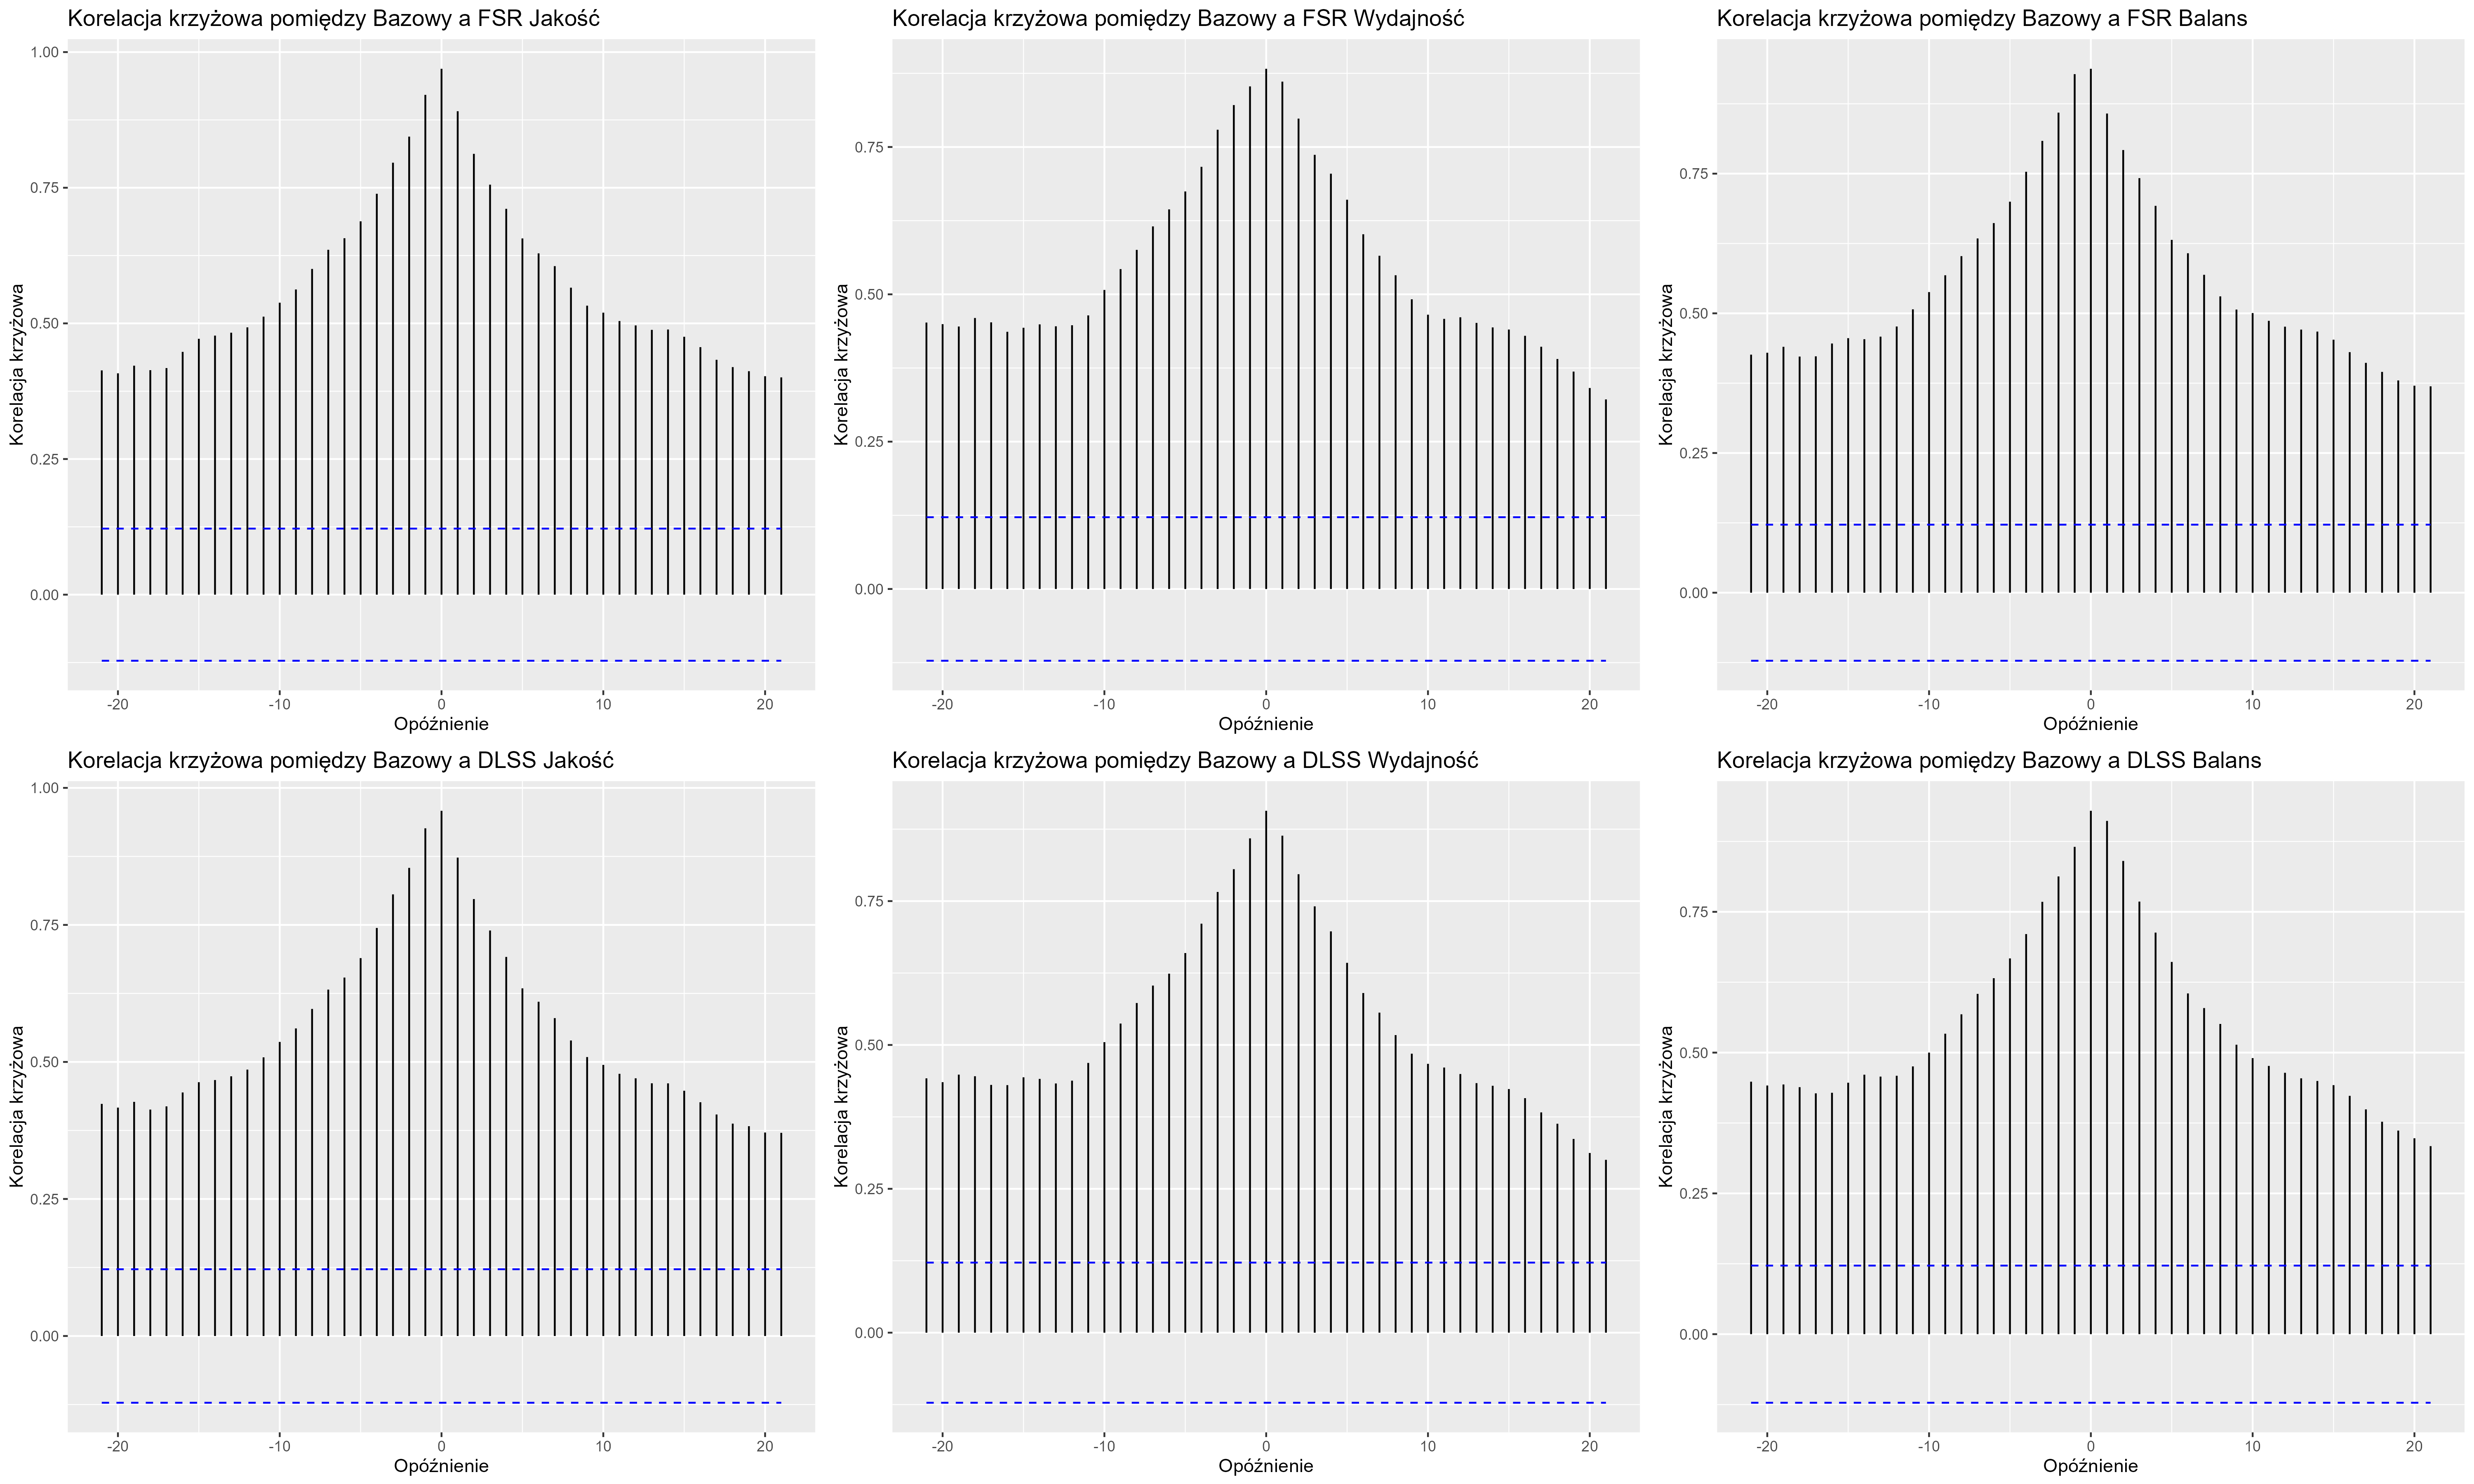 Korelacja krzyżowa pomiędzy Bazowy a FSR Jakość
Korelacja krzyżowa
1.00
0.75
0.50
0.25
0.00
-20 -10 0 10 20
Opóźnienie
Korelacja krzyżowa pomiędzy Bazowy a FSR Wydajność
Korelacja krzyżowa
0.75
0.50
0.25
0.00
-20 -10 0 10 20
Opóźnienie
Korelacja krzyżowa pomiędzy Bazowy a FSR Balans
Korelacja krzyżowa
0.75
0.50
0.25
0.00
-20 -10 0 10 20
Opóźnienie
Korelacja krzyżowa pomiędzy Bazowy a DLSS Jakość
Korelacja krzyżowa
1.00
0.75
0.50
0.25
0.00
-20 -10 0 10 20
Opóźnienie
Korelacja krzyżowa pomiędzy Bazowy a DLSS Wydajność
Korelacja krzyżowa
0.75
0.50
0.25
0.00
-20 -10 0 10 20
Opóźnienie
Korelacja krzyżowa pomiędzy Bazowy a DLSS Balans
Korelacja krzyżowa
0.75
0.50
0.25
0.00
-20 -10 0 10 20
Opóźnienie